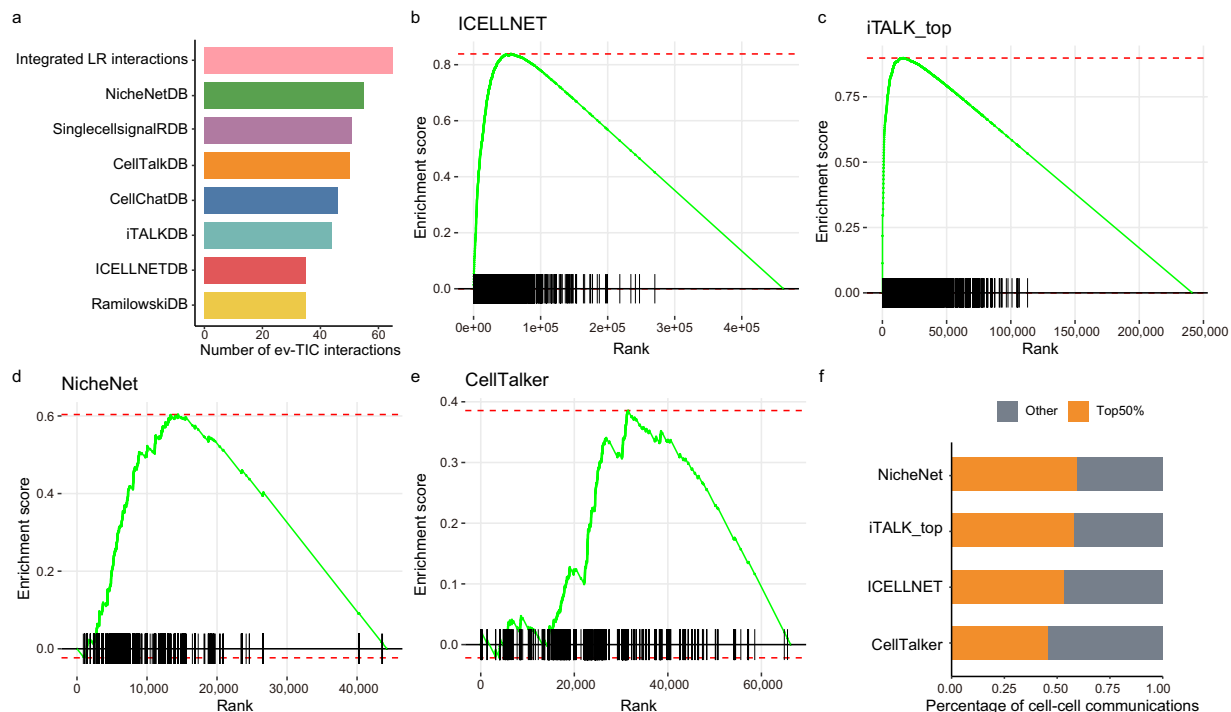 a
Integrated LR interactions
NicheNetDB
SinglecellsignalRDB
CellTalkDB
CellChatDB
iTALKDB
ICELLNETDB
RamilowskiDB
0 20 40 60
Number of ev-TIC interactions
b
ICELLNET
Enrichment score
0.8
0.6
0.4
0.2
0.0
0e+00 1e+05 2e+05 3e+05 4e+05
Rank
c
iTALK_top
Enrichment score
0.75
0.50
0.25
0.00
0 50,000 100,000 150,000 200,000 250,000
Rank
d
NicheNet
Enrichment score
0.6
0.4
0.2
0.0
0 10,000 20,000 30,000 40,000
Rank
e
CellTalker
Enrichment score
0.4
0.3
0.2
0.1
0.0
0 20,000 40,000 60,000
Rank
f
Other Top50%
NicheNet
iTALK_top
ICELLNET
CellTalker
0.00 0.25 0.50 0.75 1.00
Percentage of cell-cell communications